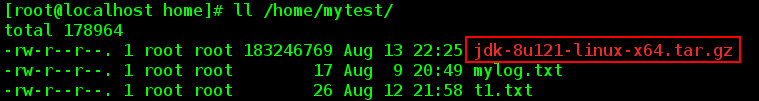 [root@localhost home]# ll /home/mytest/
total 178964
-rw-r--r--. 1 root root 183246769 Aug 13 22:25 jdk-8u121-linux-x64.tar.gz
-rw-r--r--. 1 root root        17 Aug  9 20:49 mylog.txt
-rw-r--r--. 1 root root        26 Aug 12 21:58 t1.txt